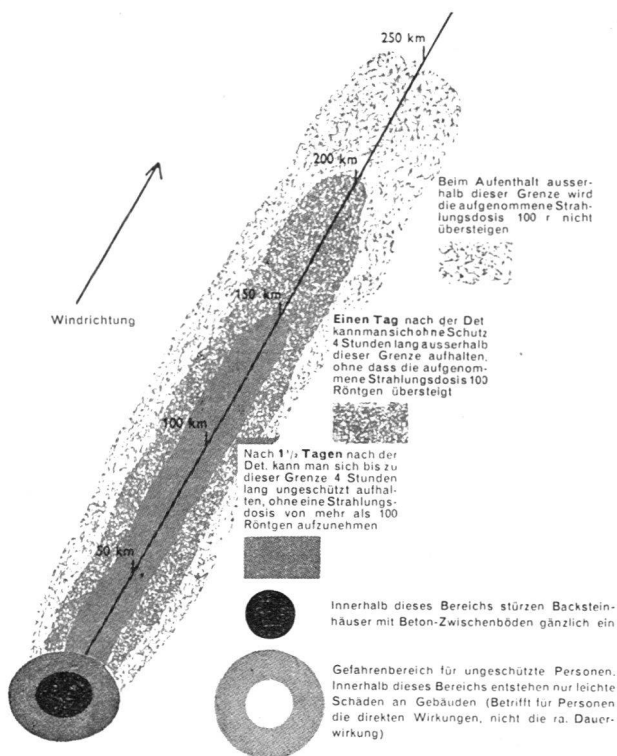 250 km
200 km
Beim Aufenthalt ausser-
halb dieser Grenze wird
die aufgenommene Strah-
lungsdosis 100 r nicht
übersteigen
150 km
Windrichtung
Einen Tag nach der Det
kann man sich ohne Schutz
4 Stunden lang ausserhalb
dieser Grenze aufhalten,
ohne dass die aufgenom-
mene Strahlungsdosis 100
Röntgen übersteigt
100 km
Nach 1 1/2 Tagen nach der
Det. kann man sich bis zu
dieser Grenze 4 Stunden
lang ungeschützt aufhal-
ten, ohne eine Strahlungs-
dosis von mehr als 100
Röntgen aufzunehmen
50 km
Innerhalb dieses Bereichs stürzen Backstein-
häuser mit Beton-Zwischenböden gänzlich ein
Gefahrenbereich für ungeschützte Personen.
Innerhalb dieses Bereichs entstehen nur leichte
Schäden an Gebäuden (Betrifft für Personen
die direkten Wirkungen, nicht die ra. Dauer-
wirkung)